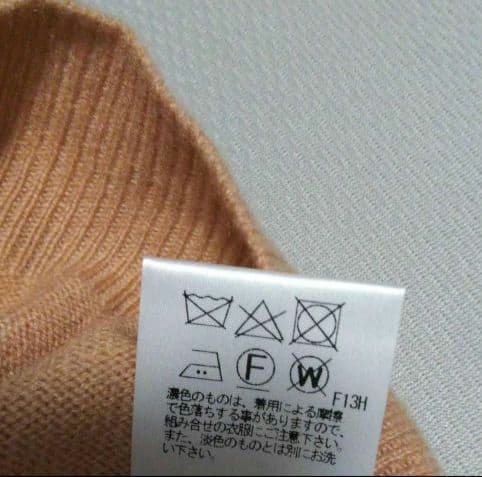 F W F13H
濃色のものは、着用による摩擦
で色落ちする事がありますので、
組み合せの衣服にご注意下さい。
また、淡色のものとは別にお洗
い下さい。